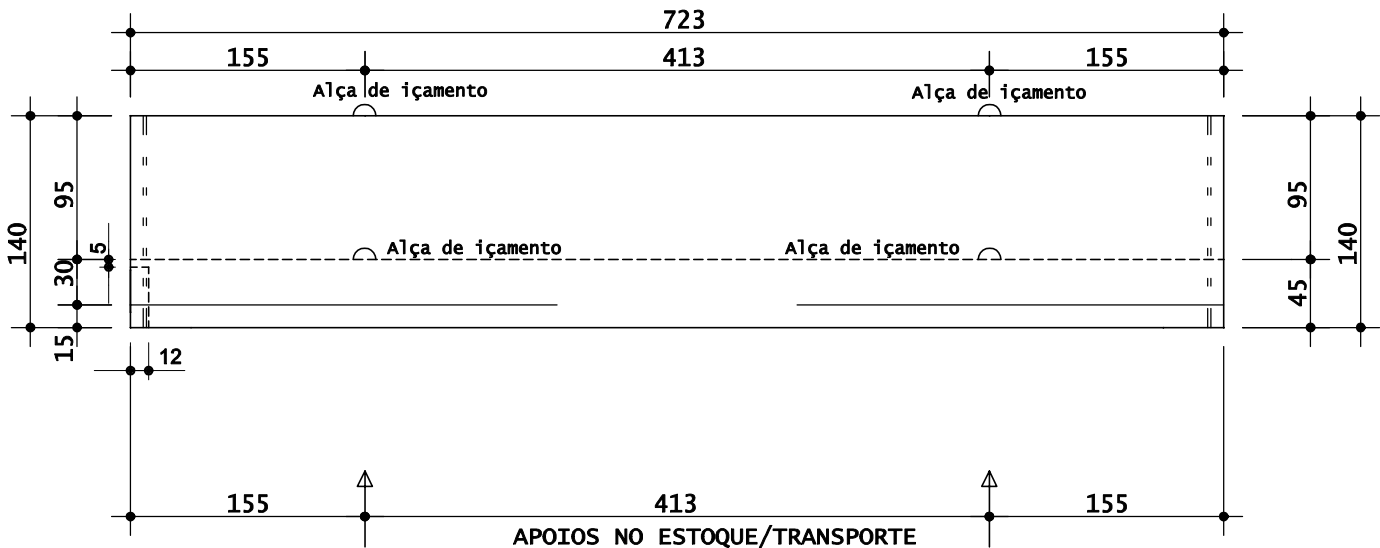 723
155 413 155
Alça de içamento Alça de içamento
95 95
140 140
5
Alça de içamento Alça de içamento
30 45
15
12
155 413 155
APOIOS NO ESTOQUE/TRANSPORTE